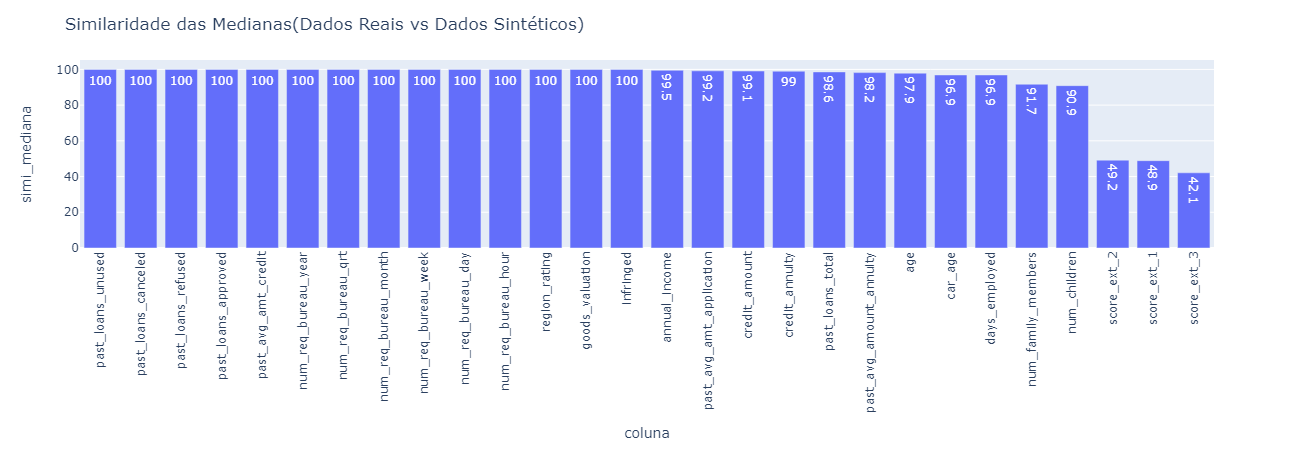 Similaridade das Medianas(Dados Reais vs Dados Sintéticos)
simi_mediana
100
80
60
40
20
0
100
100
100
100
100
100
100
100
100
100
100
100
100
100
99.5
99.2
99.1
99
98.6
98.2
97.9
96.9
96.9
91.7
90.9
49.2
48.9
42.1
past_loans_unused
past_loans_canceled
past_loans_refused
past_loans_approved
past_avg_amt_credit
num_req_bureau_year
num_req_bureau_qrt
num_req_bureau_month
num_req_bureau_week
num_req_bureau_day
num_req_bureau_hour
region_rating
goods_valuation
infringed
annual_income
past_avg_amt_application
credit_amount
credit_annuity
past_loans_total
past_avg_amount_annuity
age
car_age
days_employed
num_family_members
num_children
score_ext_2
score_ext_1
score_ext_3
coluna